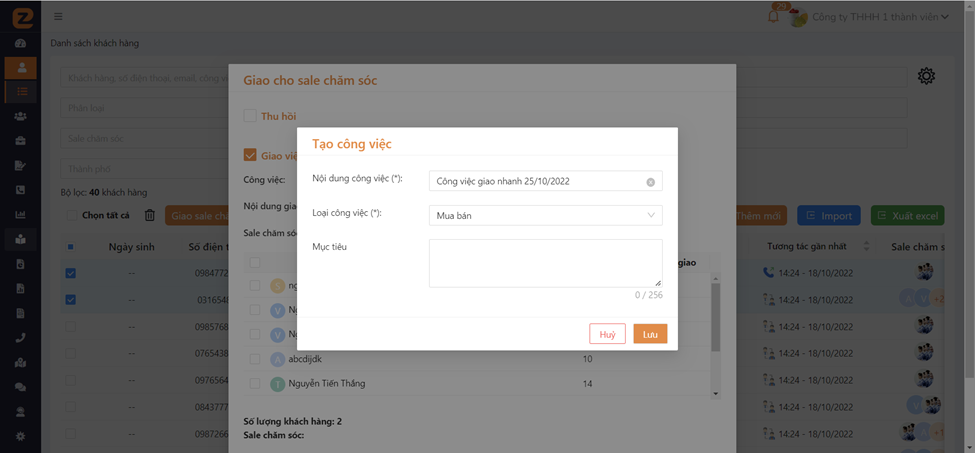 29
Công ty THHH 1 thành viên
Danh sách khách hàng
Khách hàng, số điện thoại, email, công vi
Phân loại
Sale chăm sóc
Thành phố
Bộ lọc: 40 khách hàng
Chọn tất cả
Giao sale chă
Thêm mới
Import
Xuất excel
Ngày sinh
Số điện t
Tương tác gần nhất
Sale chăm s
--
0984772
14:24 - 18/10/2022
--
0316548
14:24 - 18/10/2022
--
0985768
14:24 - 18/10/2022
--
0765438
14:24 - 18/10/2022
--
0976564
14:24 - 18/10/2022
--
0843777
14:24 - 18/10/2022
--
0987266
14:24 - 18/10/2022
Giao cho sale chăm sóc
Thu hồi
Giao việ
Công việc:
Nội dung giao
Sale chăm sóc
giao
S
ng
V
Ng
V
Ng
A
abcdijdk
10
T
Nguyễn Tiến Thắng
14
Số lượng khách hàng: 2
Sale chăm sóc:
Tạo công việc
Nội dung công việc (*):
Công việc giao nhanh 25/10/2022
Loại công việc (*):
Mua bán
Mục tiêu
0 / 256
Huỷ
Lưu